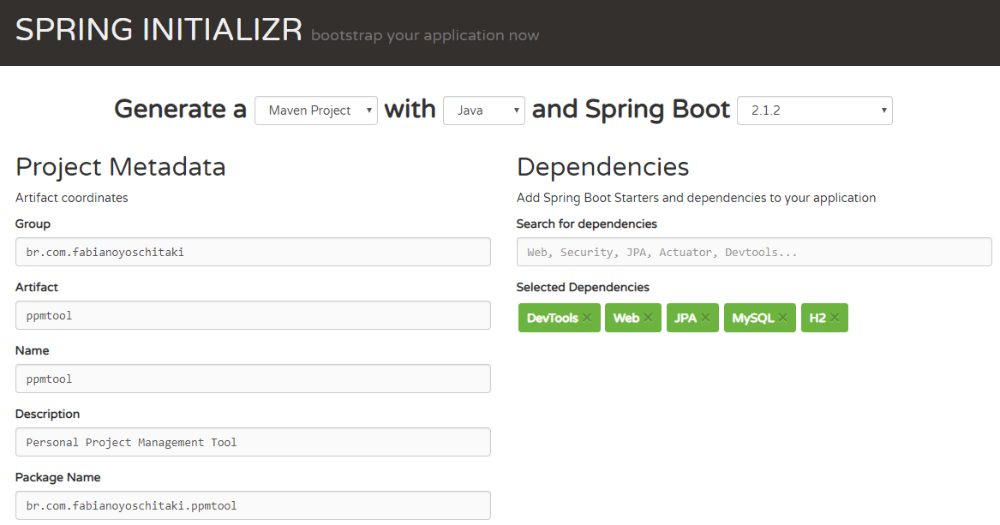 SPRING INITIALIZR bootstrap your application now
Generate a Maven Project with Java and Spring Boot 2.1.2
Project Metadata
Artifact coordinates
Group
br.com.fabianoyoschitaki
Artifact
ppmtool
Name
ppmtool
Description
Personal Project Management Tool
Package Name
br.com.fabianoyoschitaki.ppmtool
Dependencies
Add Spring Boot Starters and dependencies to your application
Search for dependencies
Web, Security, JPA, Actuator, Devtools...
Selected Dependencies
DevTools × Web × JPA × MySQL × H2 ×